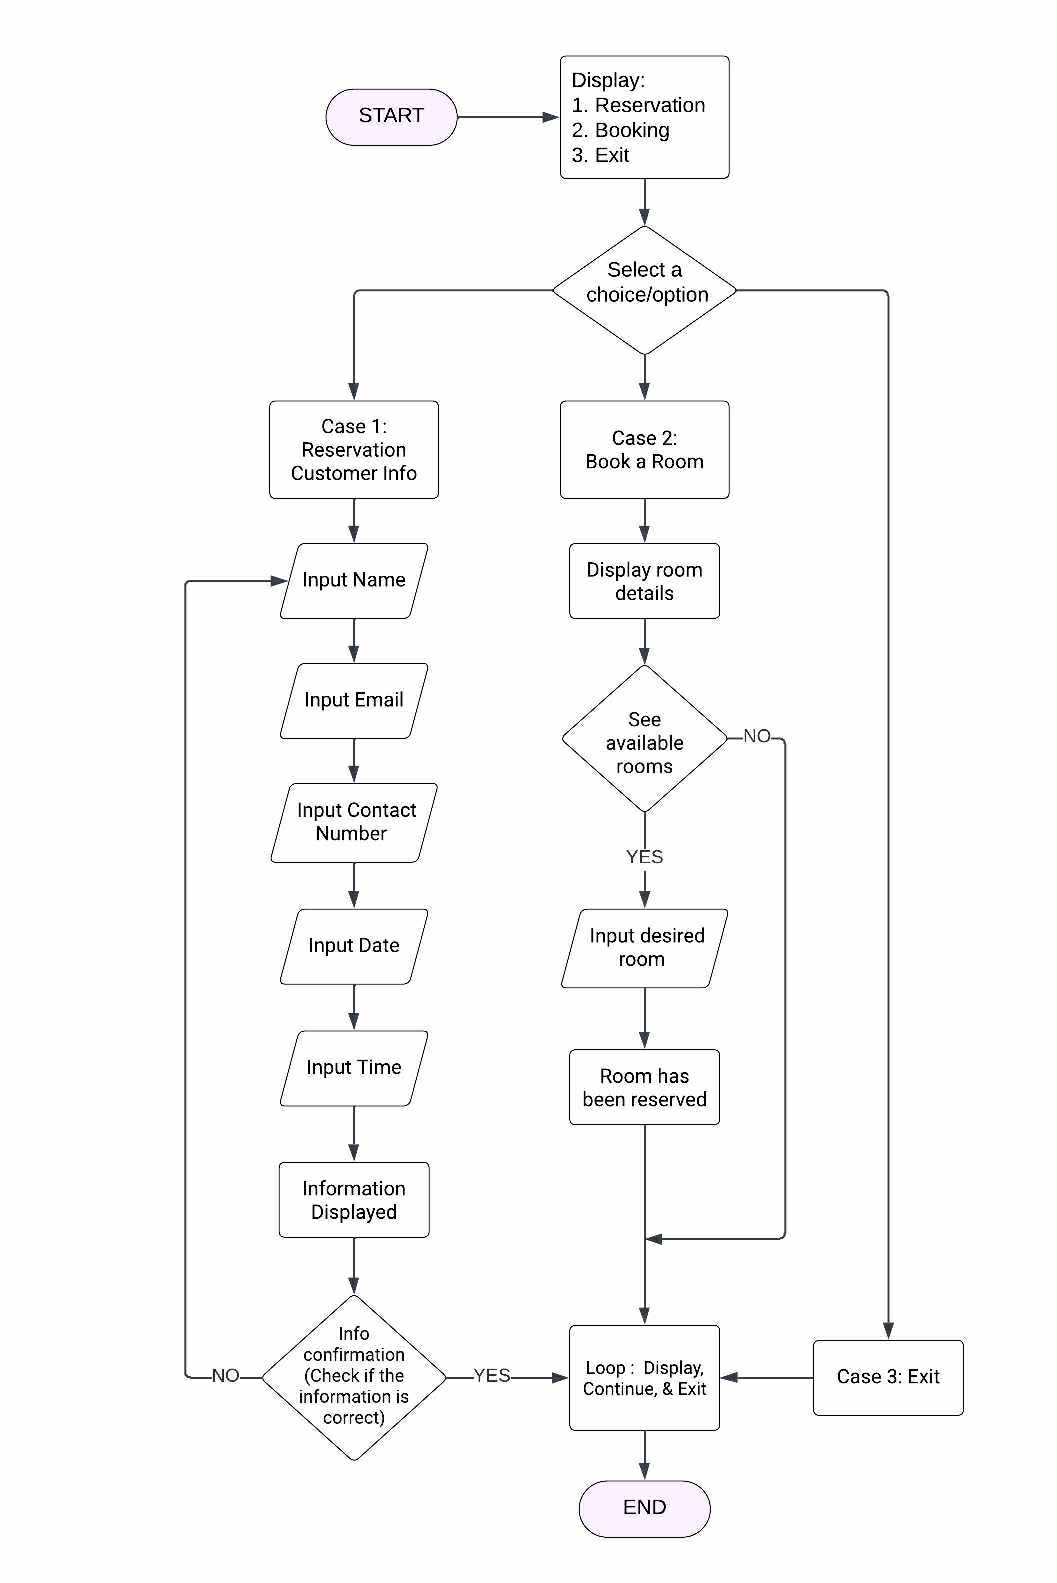 START
Display:
1. Reservation
2. Booking
3. Exit
Select a
choice/option
Case 1:
Reservation
Customer Info
Input Name
Input Email
Input Contact
Number
Input Date
Input Time
Information
Displayed
Info
confirmation
(Check if the
information is
correct)
NO
YES
Case 2:
Book a Room
Display room
details
See
available
rooms
NO
YES
Input desired
room
Room has
been reserved
Loop :  Display,
Continue, & Exit
Case 3: Exit
END